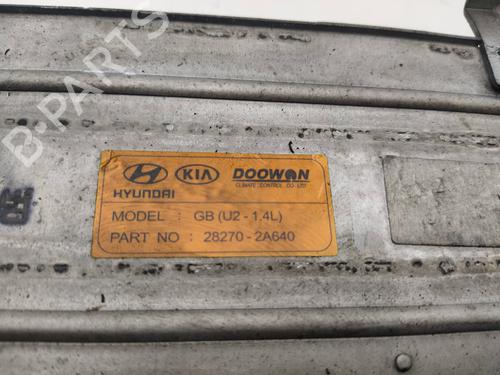 B-PARTS
HYUNDAI KIA DOOWON
CLIMATE CONTROL CO. LTD
MODEL : GB (U2 - 1.4L)
PART NO : 28270 - 2A640